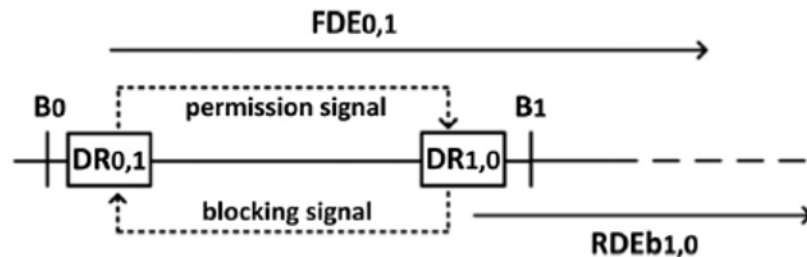 FDE0,1
permission signal
B0
B1
DR0,1
DR1,0
blocking signal
RDEb1,0